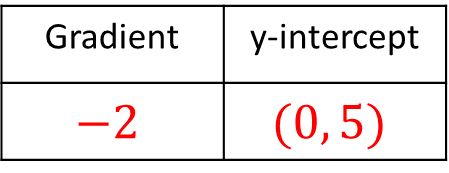 Gradient y-intercept
−2 (0, 5)